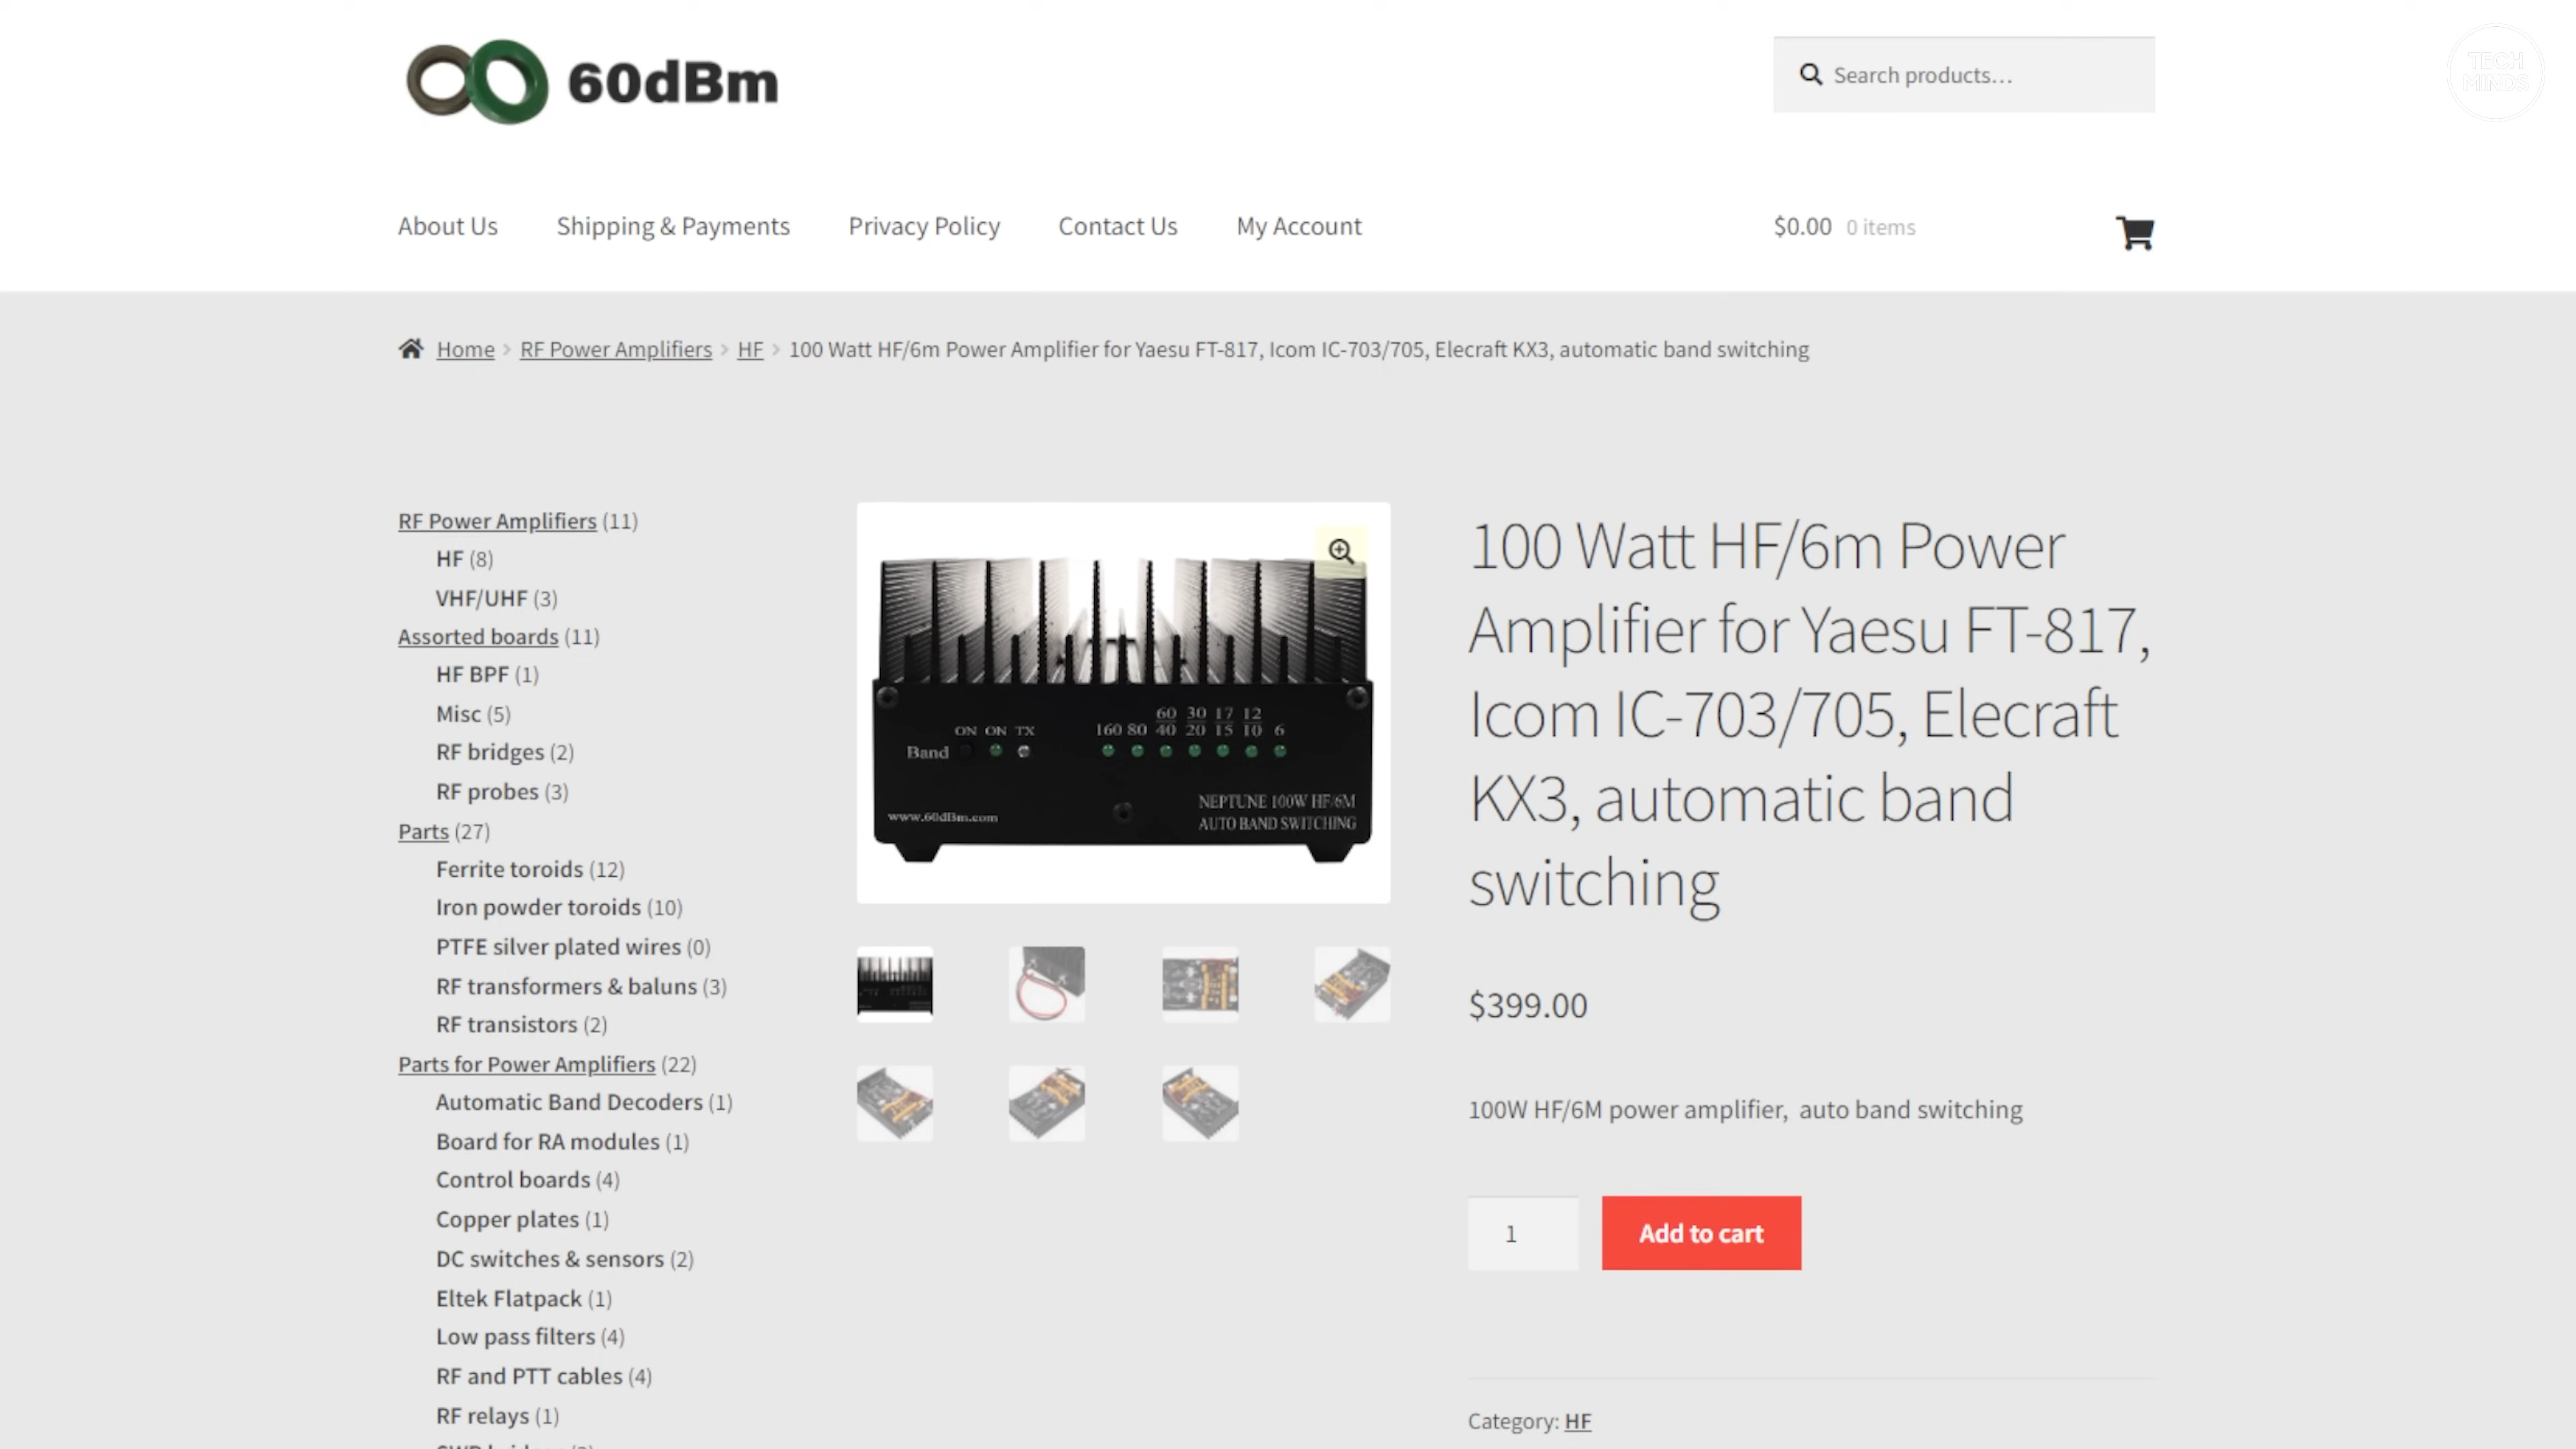 60dBm
Search products…
TECH
MINDS
About Us
Shipping & Payments
Privacy Policy
Contact Us
My Account
$0.00 0 items
Home > RF Power Amplifiers > HF > 100 Watt HF/6m Power Amplifier for Yaesu FT-817, Icom IC-703/705, Elecraft KX3, automatic band switching
RF Power Amplifiers (11)
HF (8)
VHF/UHF (3)
Assorted boards (11)
HF BPF (1)
Misc (5)
RF bridges (2)
RF probes (3)
Parts (27)
Ferrite toroids (12)
Iron powder toroids (10)
PTFE silver plated wires (0)
RF transformers & baluns (3)
RF transistors (2)
Parts for Power Amplifiers (22)
Automatic Band Decoders (1)
Board for RA modules (1)
Control boards (4)
Copper plates (1)
DC switches & sensors (2)
Eltek Flatpack (1)
Low pass filters (4)
RF and PTT cables (4)
RF relays (1)
60 30 17 12
ON ON TX 160 80 40 20 15 10 6
Band
NEPTUNE 100W HF/6M
www.60dBm.com AUTO BAND SWITCHING
100 Watt HF/6m Power
Amplifier for Yaesu FT-817,
Icom IC-703/705, Elecraft
KX3, automatic band
switching
$399.00
100W HF/6M power amplifier, auto band switching
1
Add to cart
Category: HF